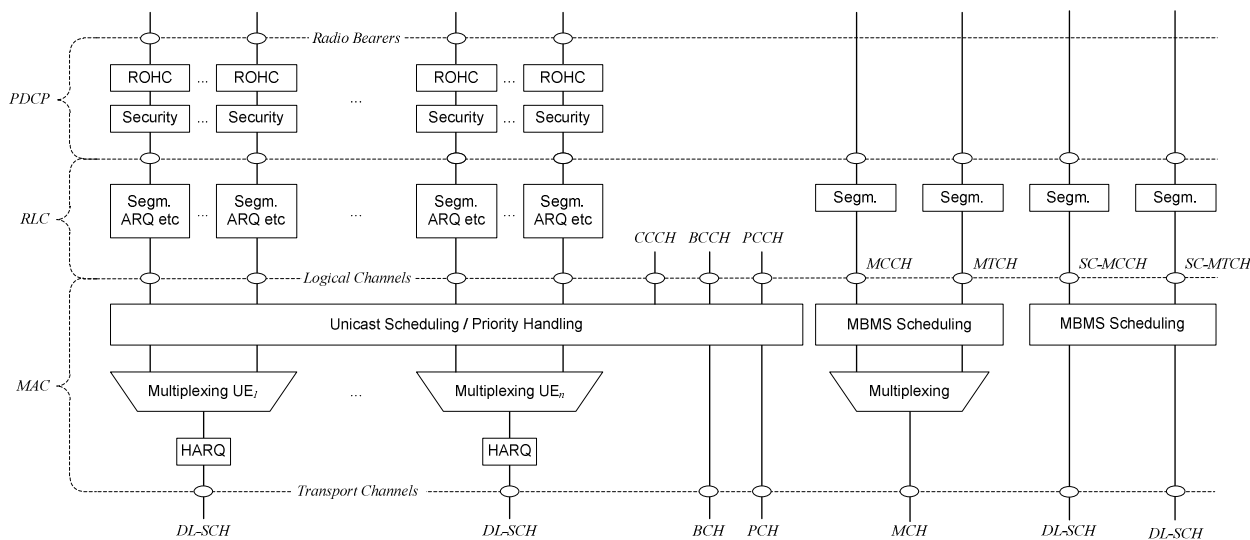 Radio Bearers
ROHC ... ROHC ROHC ... ROHC
PDCP
...
Security ... Security Security ... Security
Segm. ARQ etc ... Segm. ARQ etc ... Segm. ARQ etc ... Segm. ARQ etc Segm. Segm. Segm. Segm.
RLC
CCCH BCCH PCCH
Logical Channels MCCH MTCH SC-MCCH SC-MTCH
Unicast Scheduling / Priority Handling MBMS Scheduling MBMS Scheduling
MAC
Multiplexing UE1 ... Multiplexing UEn Multiplexing
HARQ HARQ
Transport Channels
DL-SCH DL-SCH BCH PCH MCH DL-SCH DL-SCH